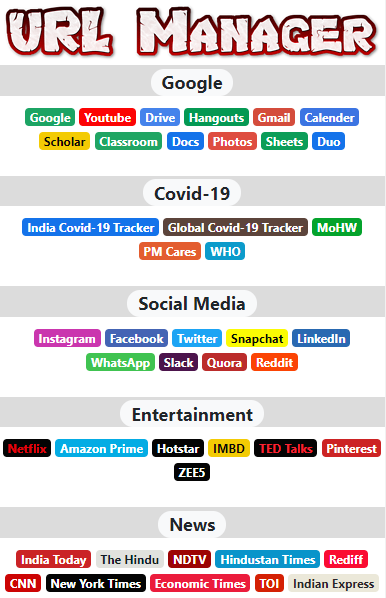 URL Manager
Google
Google Youtube Drive Hangouts Gmail Calender
Scholar Classroom Docs Photos Sheets Duo
Covid-19
India Covid-19 Tracker Global Covid-19 Tracker MoHW
PM Cares WHO
Social Media
Instagram Facebook Twitter Snapchat LinkedIn
WhatsApp Slack Quora Reddit
Entertainment
Netflix Amazon Prime Hotstar IMBD TED Talks Pinterest
ZEE5
News
India Today The Hindu NDTV Hindustan Times Rediff
CNN New York Times Economic Times TOI Indian Express